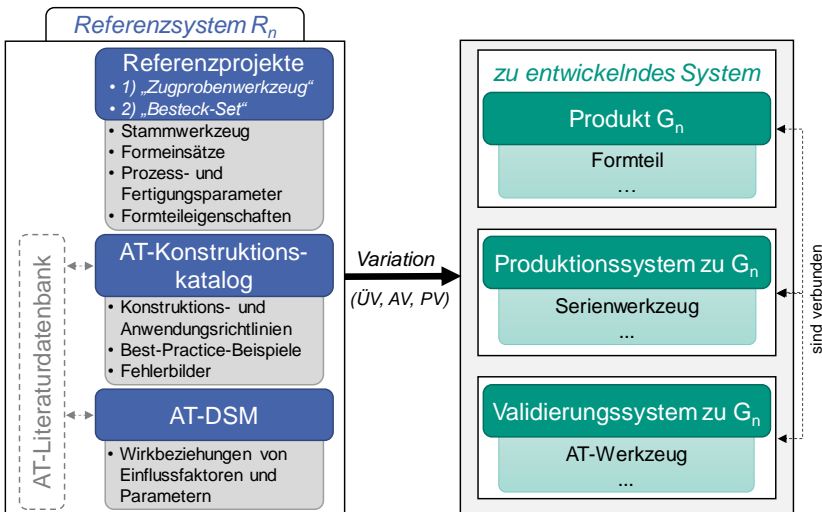 Referenzsystem Rn
Referenzprojekte
• 1) „Zugprobenwerkzeug“
• 2) „Besteck-Set“
• Stammwerkzeug
• Formeinsätze
• Prozess- und
Fertigungsparameter
• Formteileigenschaften
AT-Literaturdatenbank
AT-Konstruktions-
katalog
• Konstruktions- und
Anwendungsrichtlinien
• Best-Practice-Beispiele
• Fehlerbilder
AT-DSM
• Wirkbeziehungen von
Einflussfaktoren und
Parametern
Variation
(ÜV, AV, PV)
zu entwickelndes System
Produkt Gn
Formteil
…
Produktionssystem zu Gn
Serienwerkzeug
...
Validierungssystem zu Gn
AT-Werkzeug
...
sind verbunden